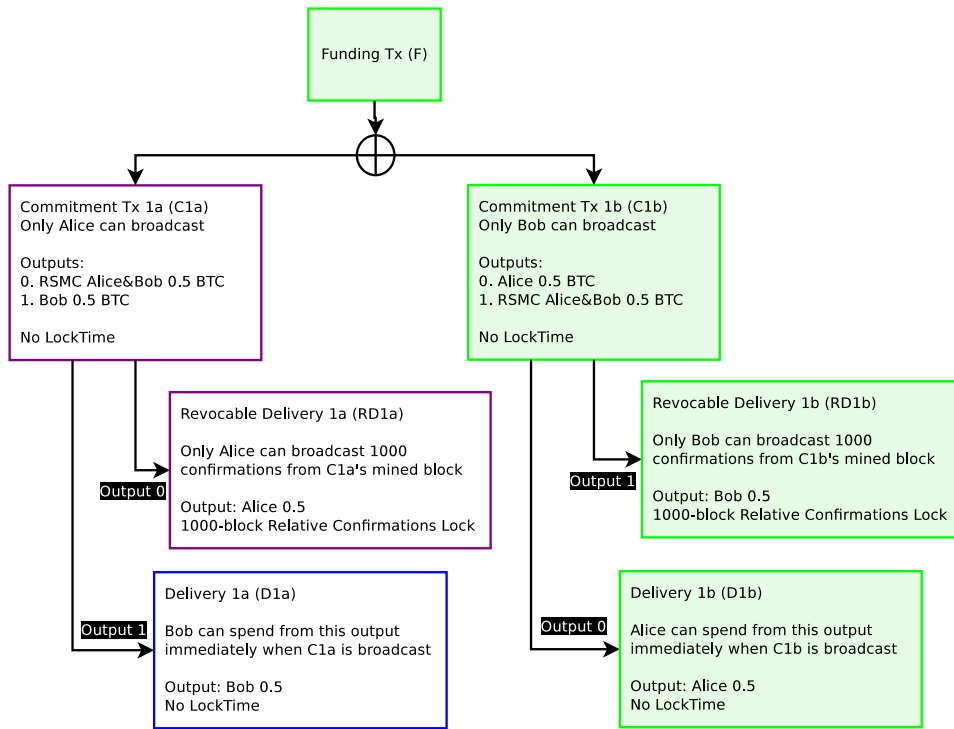 Funding Tx (F)
Commitment Tx 1a (C1a)
Only Alice can broadcast
Outputs:
0. RSMC Alice&Bob 0.5 BTC
1. Bob 0.5 BTC
No LockTime
Commitment Tx 1b (C1b)
Only Bob can broadcast
Outputs:
0. Alice 0.5 BTC
1. RSMC Alice&Bob 0.5 BTC
No LockTime
Revocable Delivery 1a (RD1a)
Only Alice can broadcast 1000
confirmations from C1a's mined block
Output: Alice 0.5
1000-block Relative Confirmations Lock
Output 0
Revocable Delivery 1b (RD1b)
Only Bob can broadcast 1000
confirmations from C1b's mined block
Output: Bob 0.5
1000-block Relative Confirmations Lock
Output 1
Delivery 1a (D1a)
Bob can spend from this output
immediately when C1a is broadcast
Output: Bob 0.5
No LockTime
Output 1
Delivery 1b (D1b)
Alice can spend from this output
immediately when C1b is broadcast
Output: Alice 0.5
No LockTime
Output 0